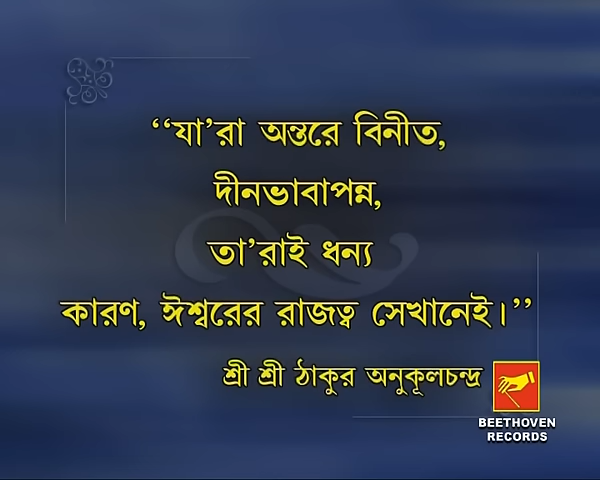 “যা’রা অন্তরে বিনীত,
দীনভাবাপন্ন,
তা’রাই ধন্য
কারণ, ঈশ্বরের রাজত্ব সেখানেই।”
শ্রী শ্রী ঠাকুর অনুকূলচন্দ্র
BEETHOVEN
RECORDS